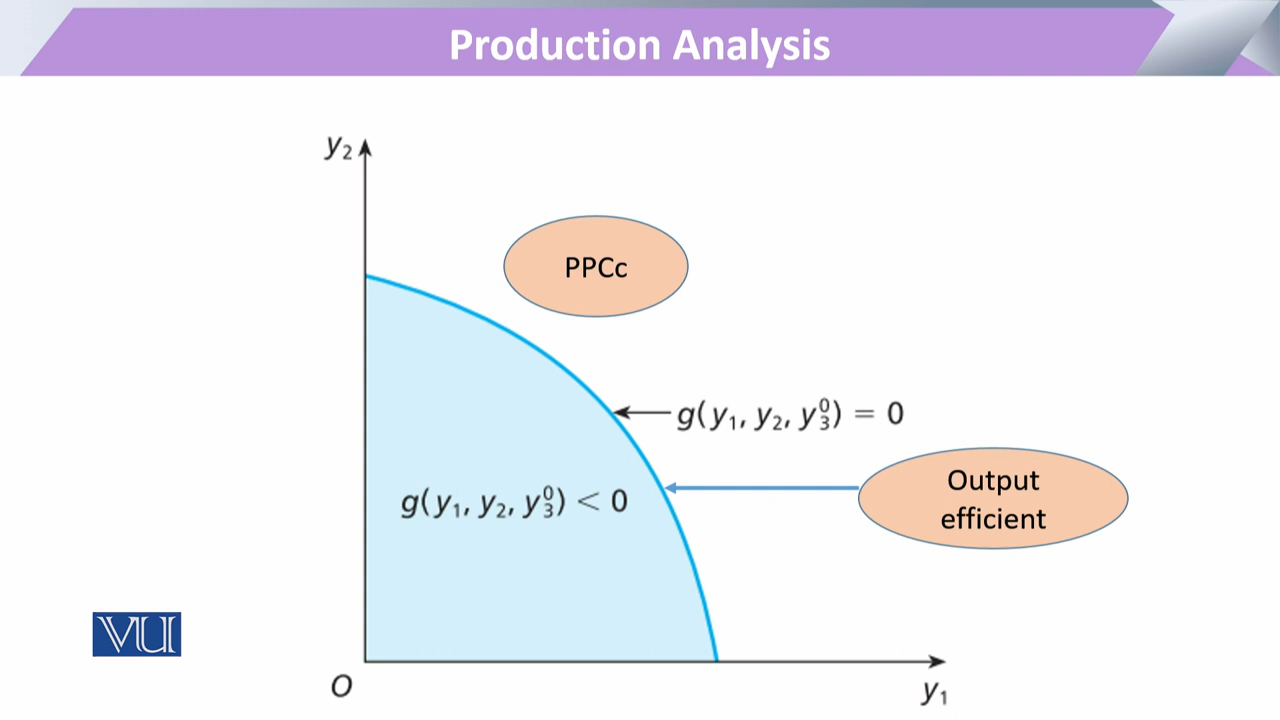 Production Analysis
y₂
PPCc
g(y₁, y₂, y₃⁰) = 0
Output
efficient
g(y₁, y₂, y₃⁰) < 0
VU
O
y₁